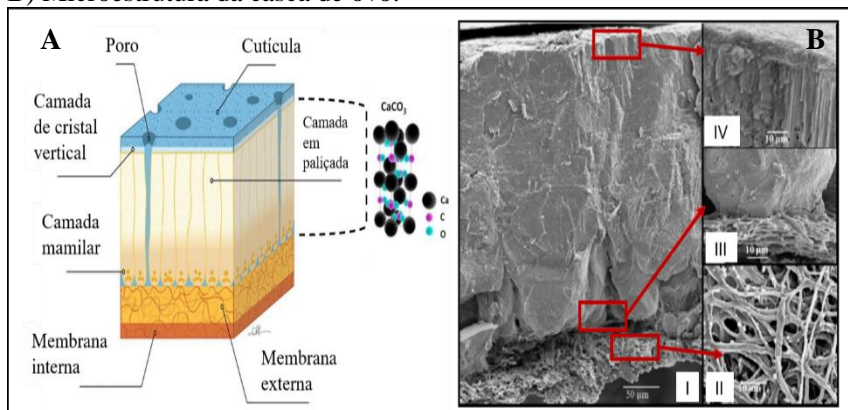 B) Microestrutura da casca de ovo.
A
Poro
Cutícula
Camada
de cristal
vertical
CaCO3
Camada
em
paliçada
Ca
C
O
Camada
mamilar
Membrana
interna
Membrana
externa
B
IV
10 µm
III
10 µm
II
10 µm
I
50 µm